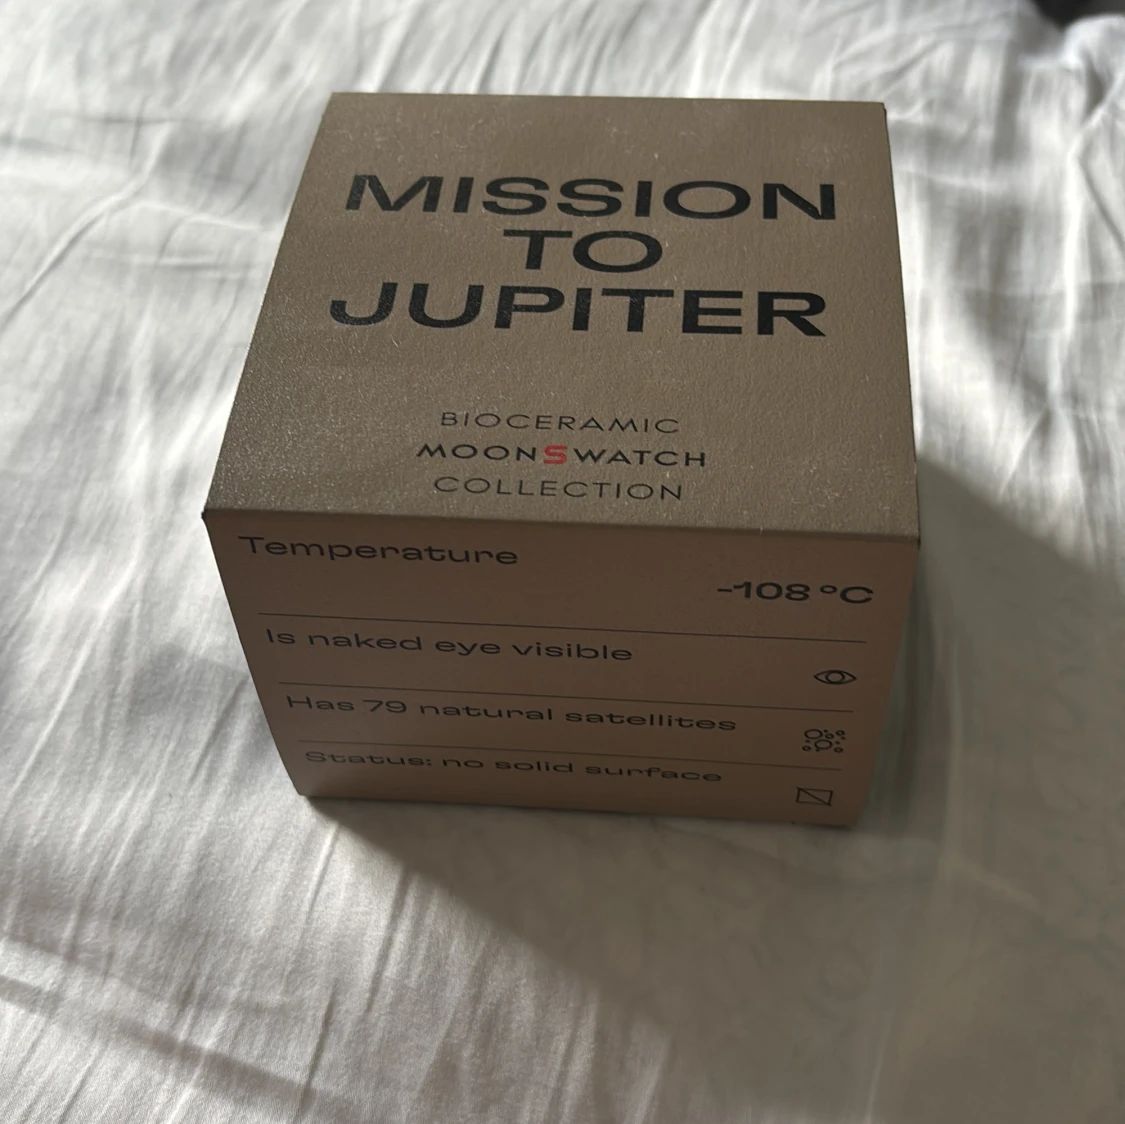 MISSION
TO
JUPITER
BIOCERAMIC
MOONSWATCH
COLLECTION
Temperature
-108 °C
Is naked eye visible
Has 79 natural satellites
Status: no solid surface